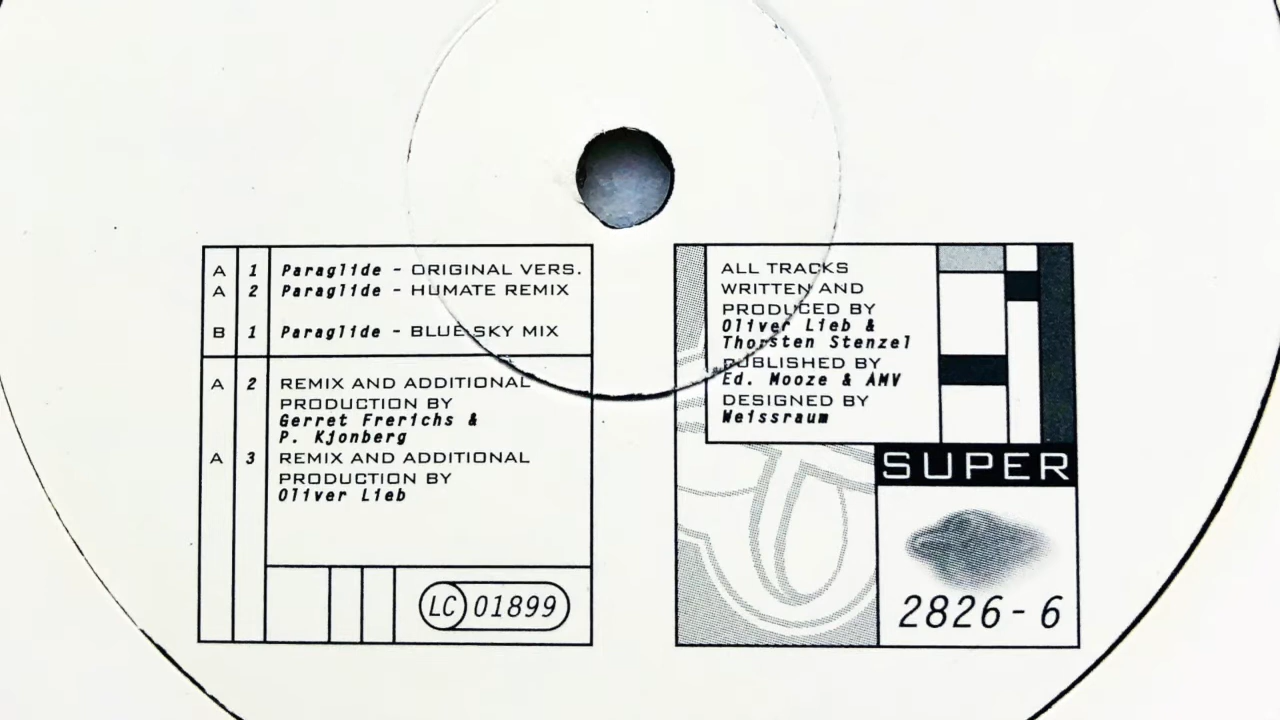 A 1 Paraglide - ORIGINAL VERS.
A 2 Paraglide - HUMATE REMIX
B 1 Paraglide - BLUE SKY MIX
A 2 REMIX AND ADDITIONAL
PRODUCTION BY
Gerret Frerichs &
P. Kjonberg
A 3 REMIX AND ADDITIONAL
PRODUCTION BY
Oliver Lieb
LC 01899
ALL TRACKS
WRITTEN AND
PRODUCED BY
Oliver Lieb &
Thorsten Stenzel
PUBLISHED BY
Ed. Mooze & AMV
DESIGNED BY
Weissraum
SUPER
2826-6